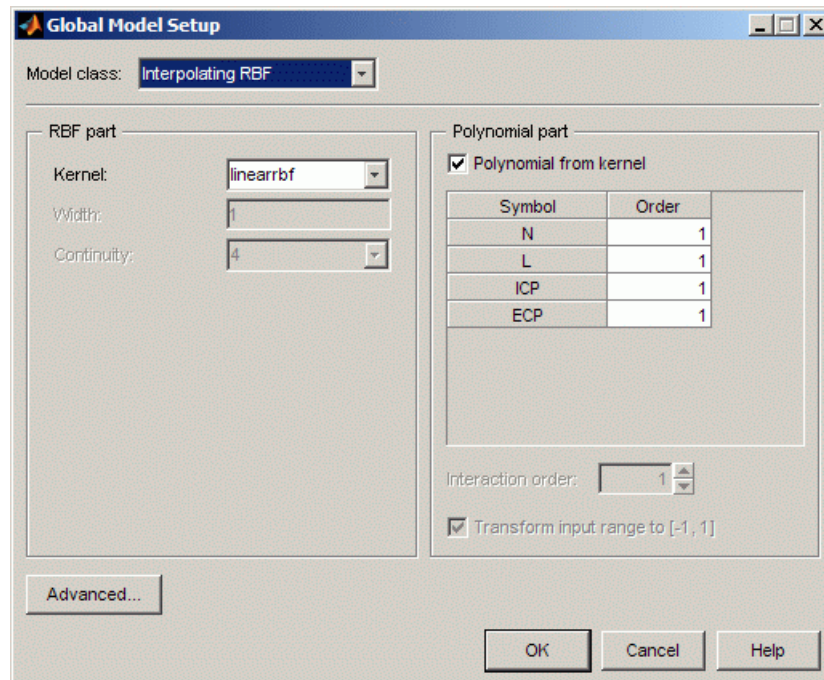 Global Model Setup
Model class: Interpolating RBF
RBF part
Kernel: linearrbf
Width: 1
Continuity: 4
Polynomial part
Polynomial from kernel
Symbol Order
N 1
L 1
ICP 1
ECP 1
Interaction order: 1
Transform input range to [-1, 1]
Advanced...
OK Cancel Help